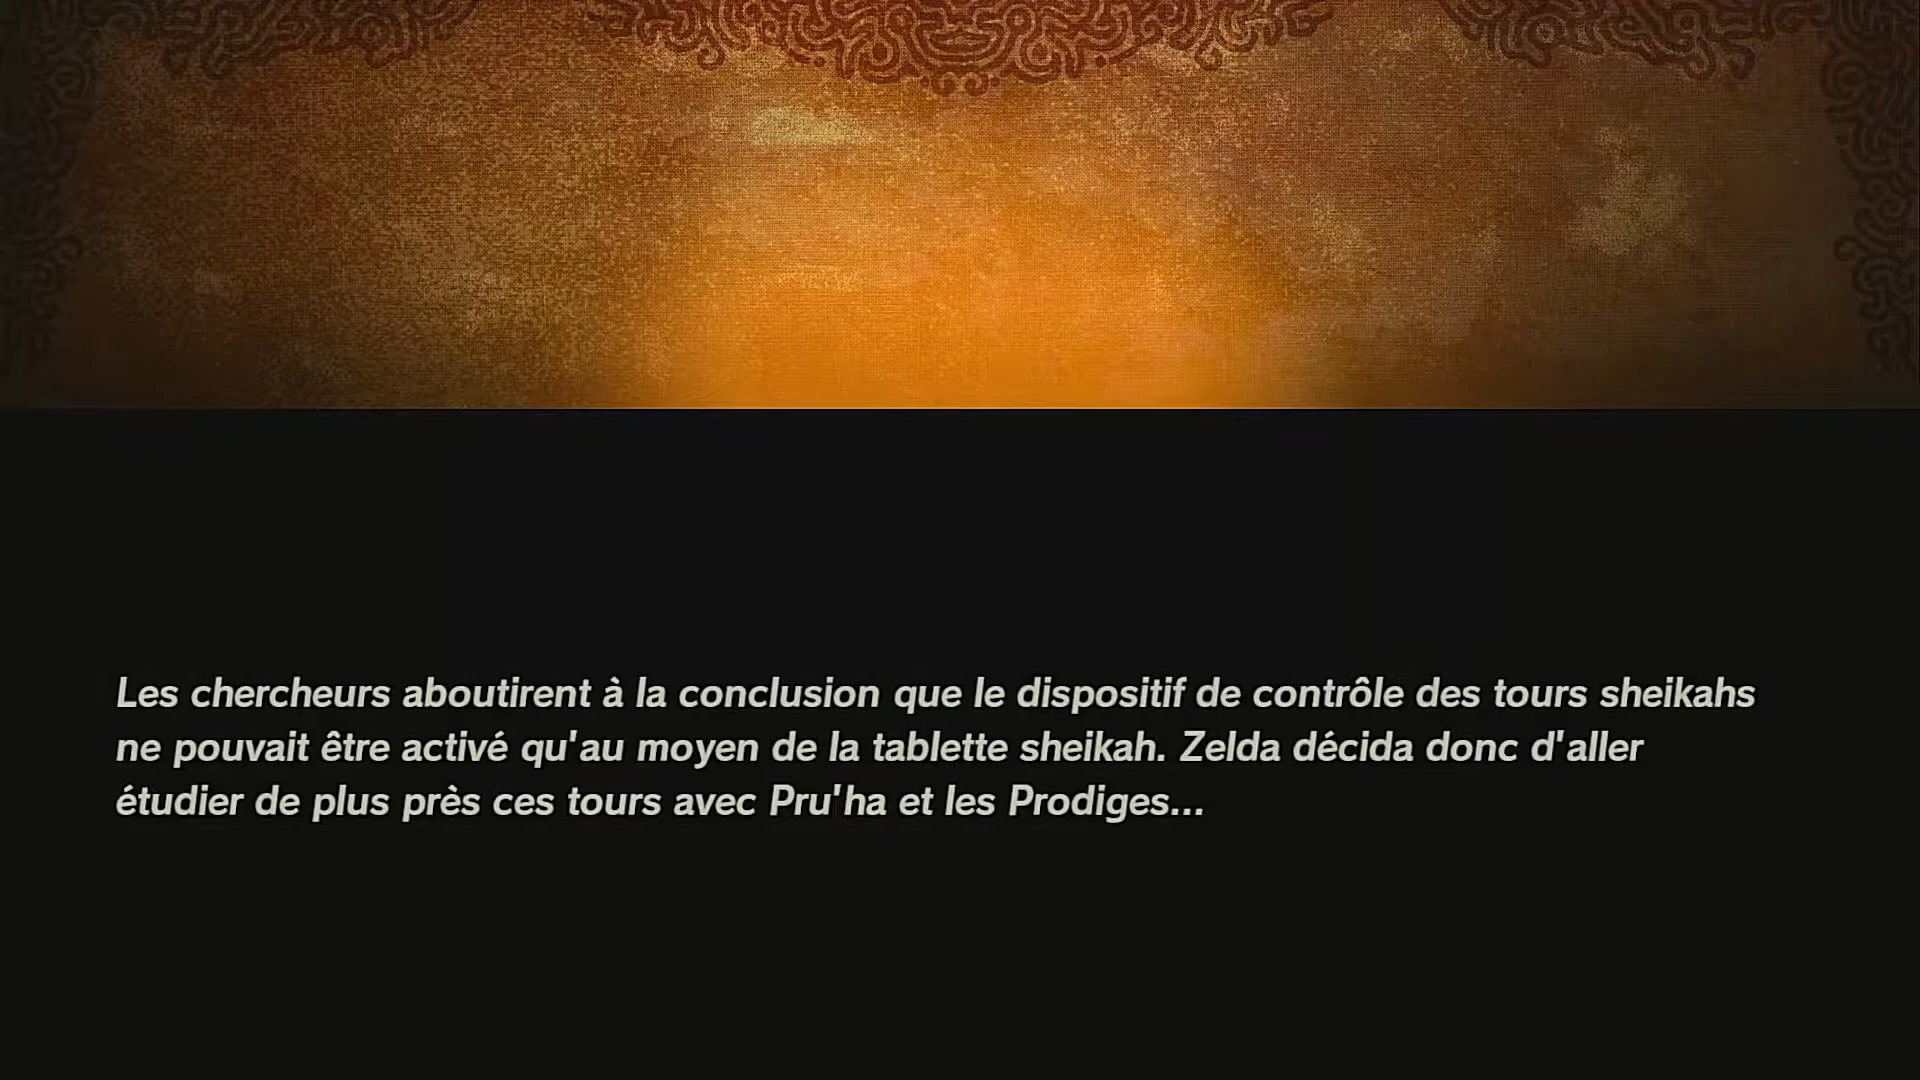 Les chercheurs aboutirent à la conclusion que le dispositif de contrôle des tours sheikahs
ne pouvait être activé qu'au moyen de la tablette sheikah. Zelda décida donc d'aller
étudier de plus près ces tours avec Pru'ha et les Prodiges...